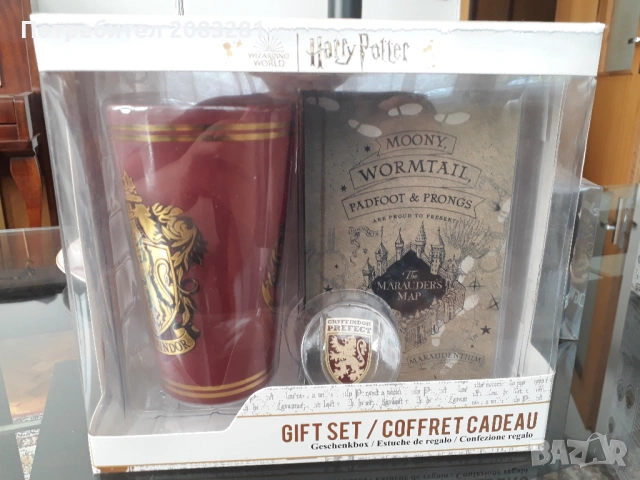 Потребител 2083281
WIZARDING
WORLD
Harry Potter
MOONY,
WORMTAIL,
PADFOOT & PRONGS
ARE PROUD TO PRESENT
The
MARAUDER'S
MAP
GRYFFINDOR
PREFECT
GIFT SET / COFFRET CADEAU
Geschenkbox / Estuche de regalo / Confezione regalo
BAZAR